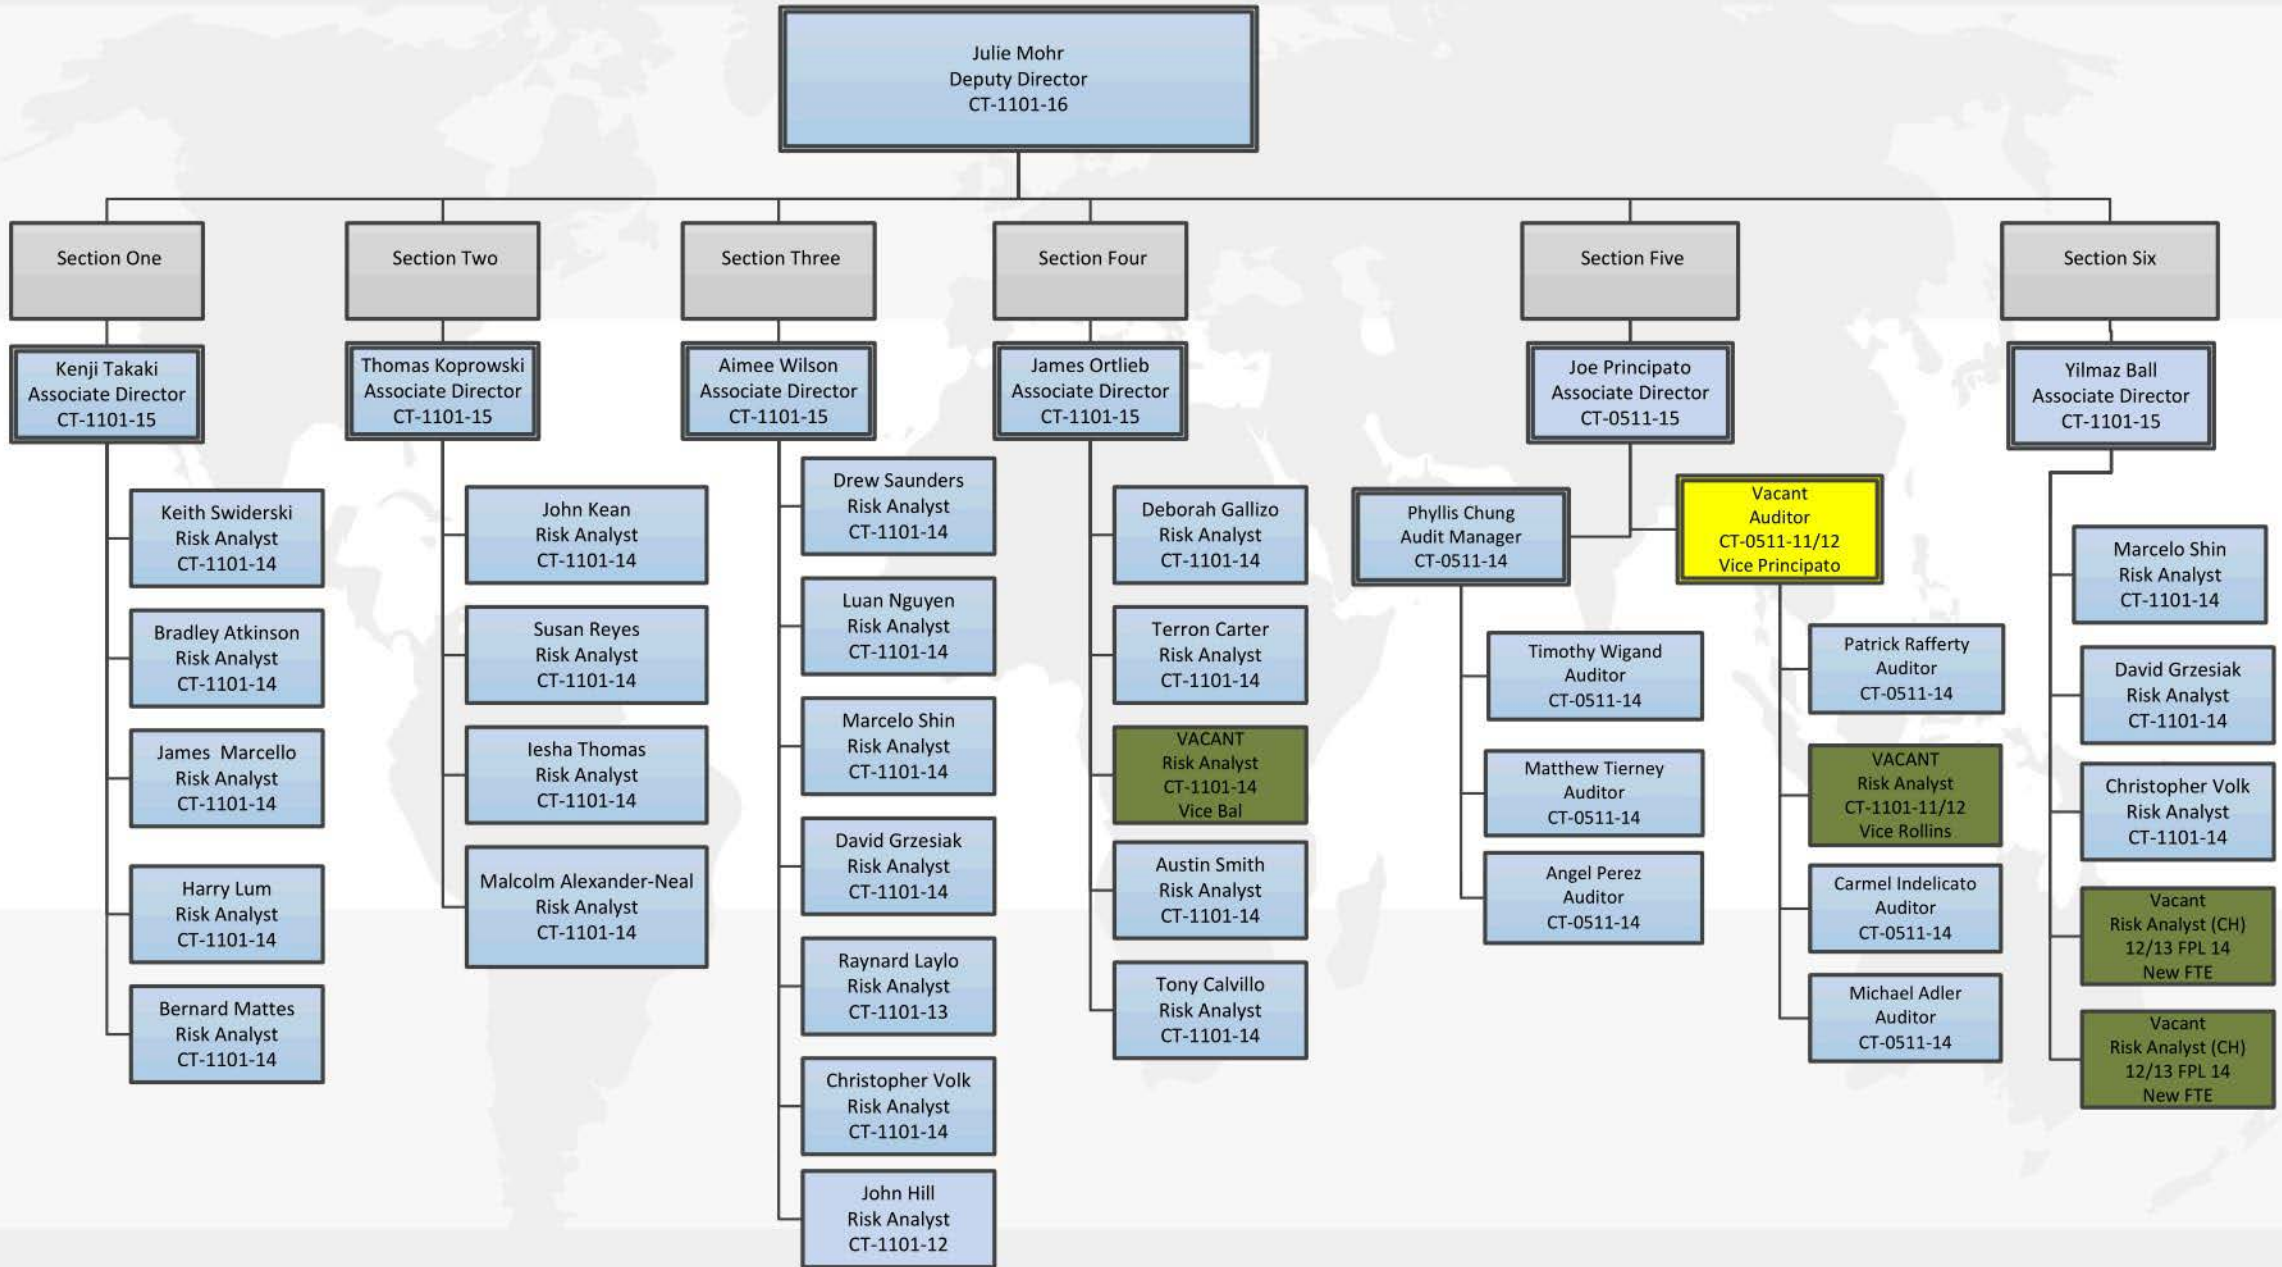 Julie Mohr
Deputy Director
CT-1101-16
Section One
Section Two
Section Three
Section Four
Section Five
Section Six
Kenji Takaki
Associate Director
CT-1101-15
Thomas Koprowski
Associate Director
CT-1101-15
Aimee Wilson
Associate Director
CT-1101-15
James Ortlieb
Associate Director
CT-1101-15
Joe Principato
Associate Director
CT-0511-15
Yilmaz Ball
Associate Director
CT-1101-15
Keith Swiderski
Risk Analyst
CT-1101-14
Bradley Atkinson
Risk Analyst
CT-1101-14
James  Marcello
Risk Analyst
CT-1101-14
Harry Lum
Risk Analyst
CT-1101-14
Bernard Mattes
Risk Analyst
CT-1101-14
John Kean
Risk Analyst
CT-1101-14
Susan Reyes
Risk Analyst
CT-1101-14
Iesha Thomas
Risk Analyst
CT-1101-14
Malcolm Alexander-Neal
Risk Analyst
CT-1101-14
Drew Saunders
Risk Analyst
CT-1101-14
Luan Nguyen
Risk Analyst
CT-1101-14
Marcelo Shin
Risk Analyst
CT-1101-14
David Grzesiak
Risk Analyst
CT-1101-14
Raynard Laylo
Risk Analyst
CT-1101-13
Christopher Volk
Risk Analyst
CT-1101-14
John Hill
Risk Analyst
CT-1101-12
Deborah Gallizo
Risk Analyst
CT-1101-14
Terron Carter
Risk Analyst
CT-1101-14
VACANT
Risk Analyst
CT-1101-14
Vice Bal
Austin Smith
Risk Analyst
CT-1101-14
Tony Calvillo
Risk Analyst
CT-1101-14
Phyllis Chung
Audit Manager
CT-0511-14
Timothy Wigand
Auditor
CT-0511-14
Matthew Tierney
Auditor
CT-0511-14
Angel Perez
Auditor
CT-0511-14
Vacant
Auditor
CT-0511-11/12
Vice Principato
Patrick Rafferty
Auditor
CT-0511-14
VACANT
Risk Analyst
CT-1101-11/12
Vice Rollins
Carmel Indelicato
Auditor
CT-0511-14
Michael Adler
Auditor
CT-0511-14
Marcelo Shin
Risk Analyst
CT-1101-14
David Grzesiak
Risk Analyst
CT-1101-14
Christopher Volk
Risk Analyst
CT-1101-14
Vacant
Risk Analyst (CH)
12/13 FPL 14
New FTE
Vacant
Risk Analyst (CH)
12/13 FPL 14
New FTE